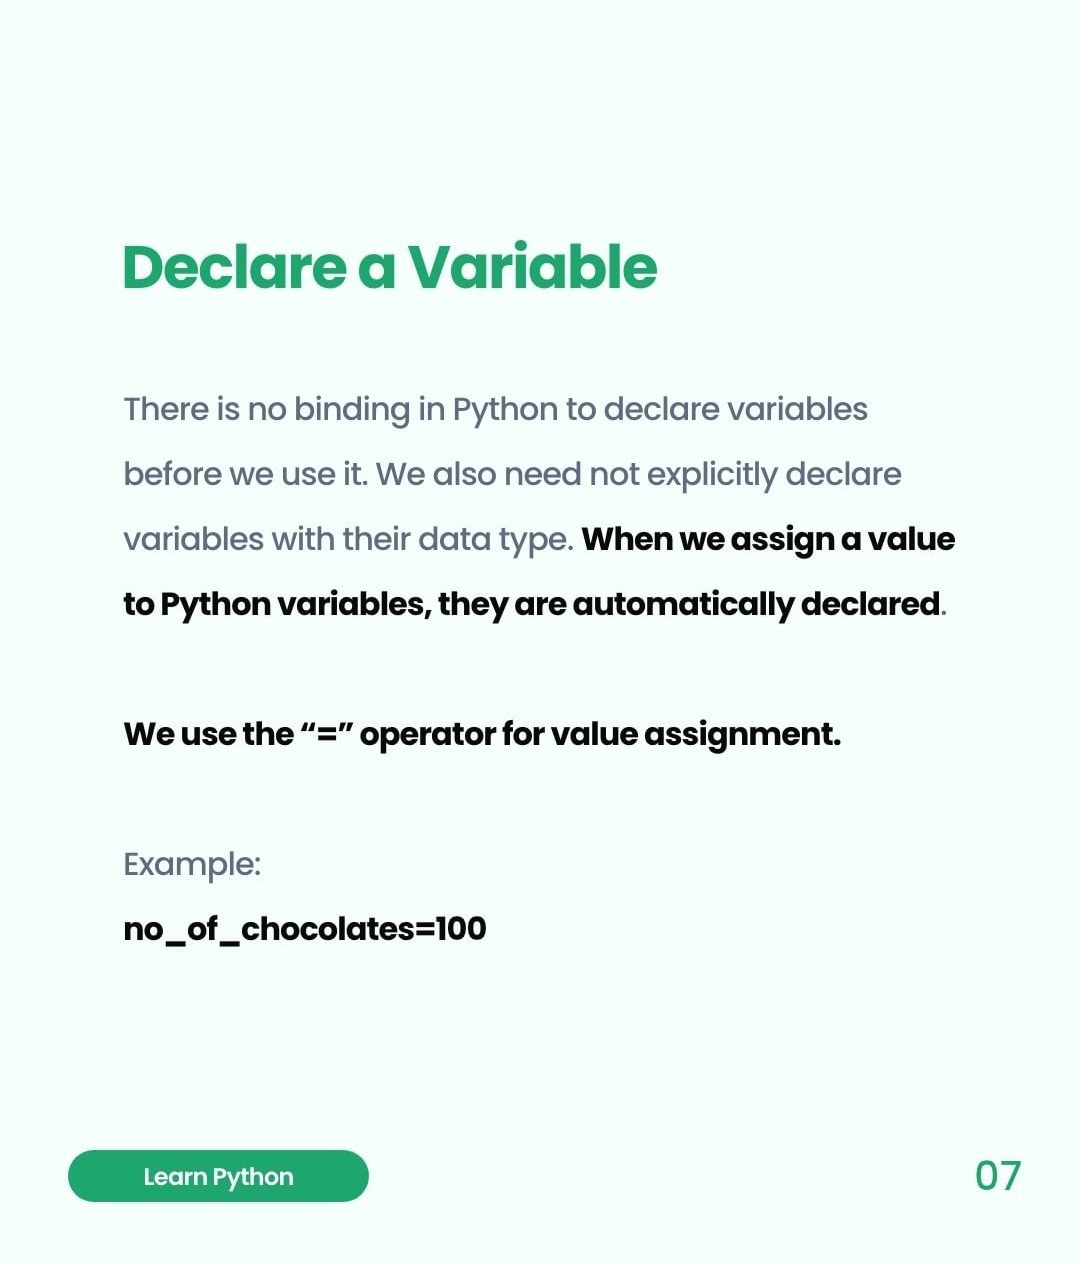 Declare a Variable
There is no binding in Python to declare variables
before we use it. We also need not explicitly declare
variables with their data type. When we assign a value
to Python variables, they are automatically declared.
We use the “=” operator for value assignment.
Example:
no_of_chocolates=100
Learn Python
07